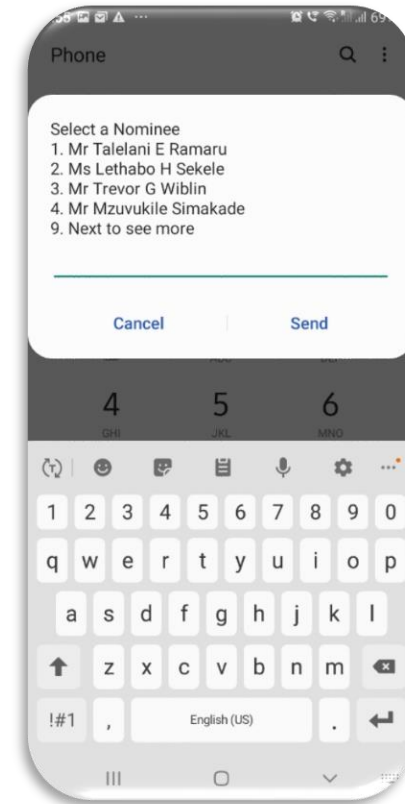 :58 69
Phone
Select a Nominee
1. Mr Talelani E Ramaru
2. Ms Lethabo H Sekele
3. Mr Trevor G Wiblin
4. Mr Mzuvukile Simakade
9. Next to see more
Cancel Send
4 5 6
GHI JKL MNO
1 2 3 4 5 6 7 8 9 0
q w e r t y u i o p
a s d f g h j k l
z x c v b n m
!#1 , English (US) .